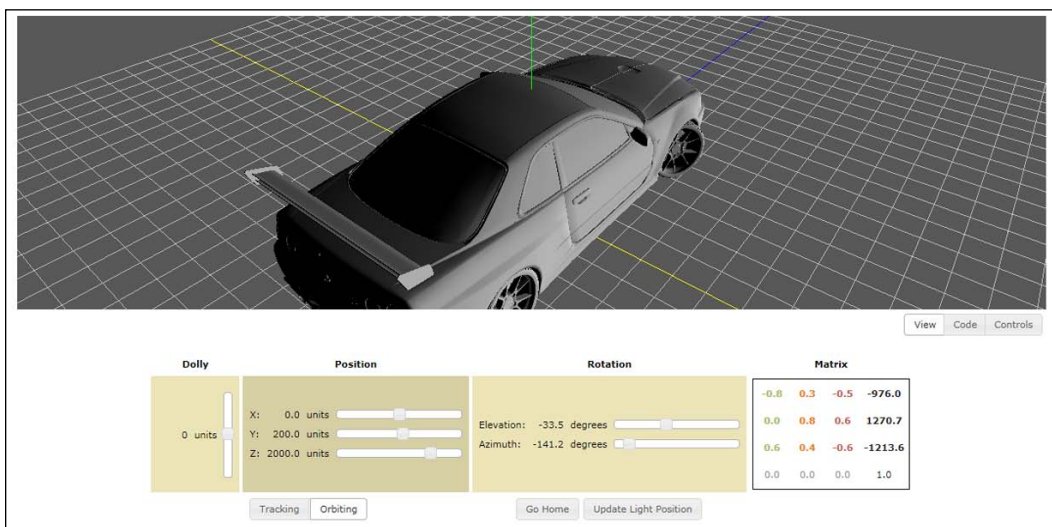 View Code Controls
Dolly Position Rotation Matrix
0 units
X: 0.0 units
Y: 200.0 units
Z: 2000.0 units
Elevation: -33.5 degrees
Azimuth: -141.2 degrees
-0.8 0.3 -0.5 -976.0
0.0 0.8 0.6 1270.7
0.6 0.4 -0.6 -1213.6
0.0 0.0 0.0 1.0
Tracking Orbiting Go Home Update Light Position